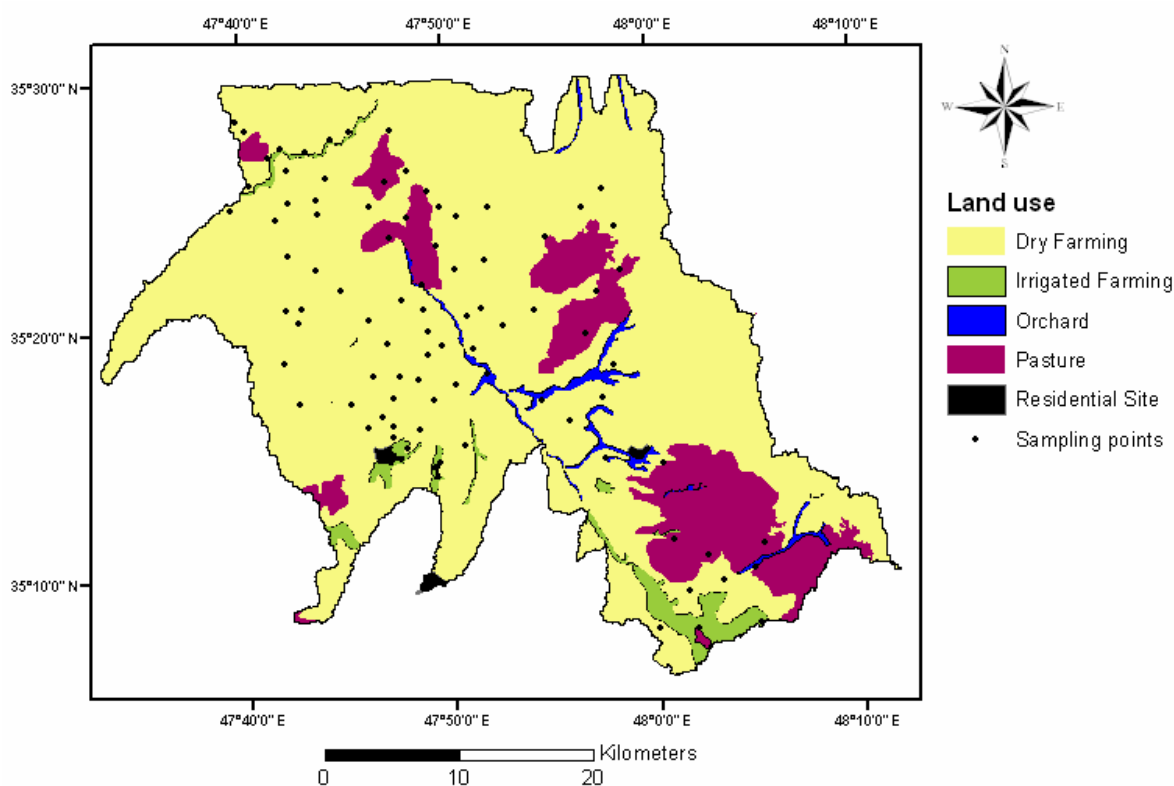 47°40'0" E 47°50'0" E 48°0'0" E 48°10'0" E
35°30'0" N
35°20'0" N
35°10'0" N
47°40'0" E 47°50'0" E 48°0'0" E 48°10'0" E
N
W E
S
Land use
Dry Farming
Irrigated Farming
Orchard
Pasture
Residential Site
Sampling points
Kilometers
0 10 20